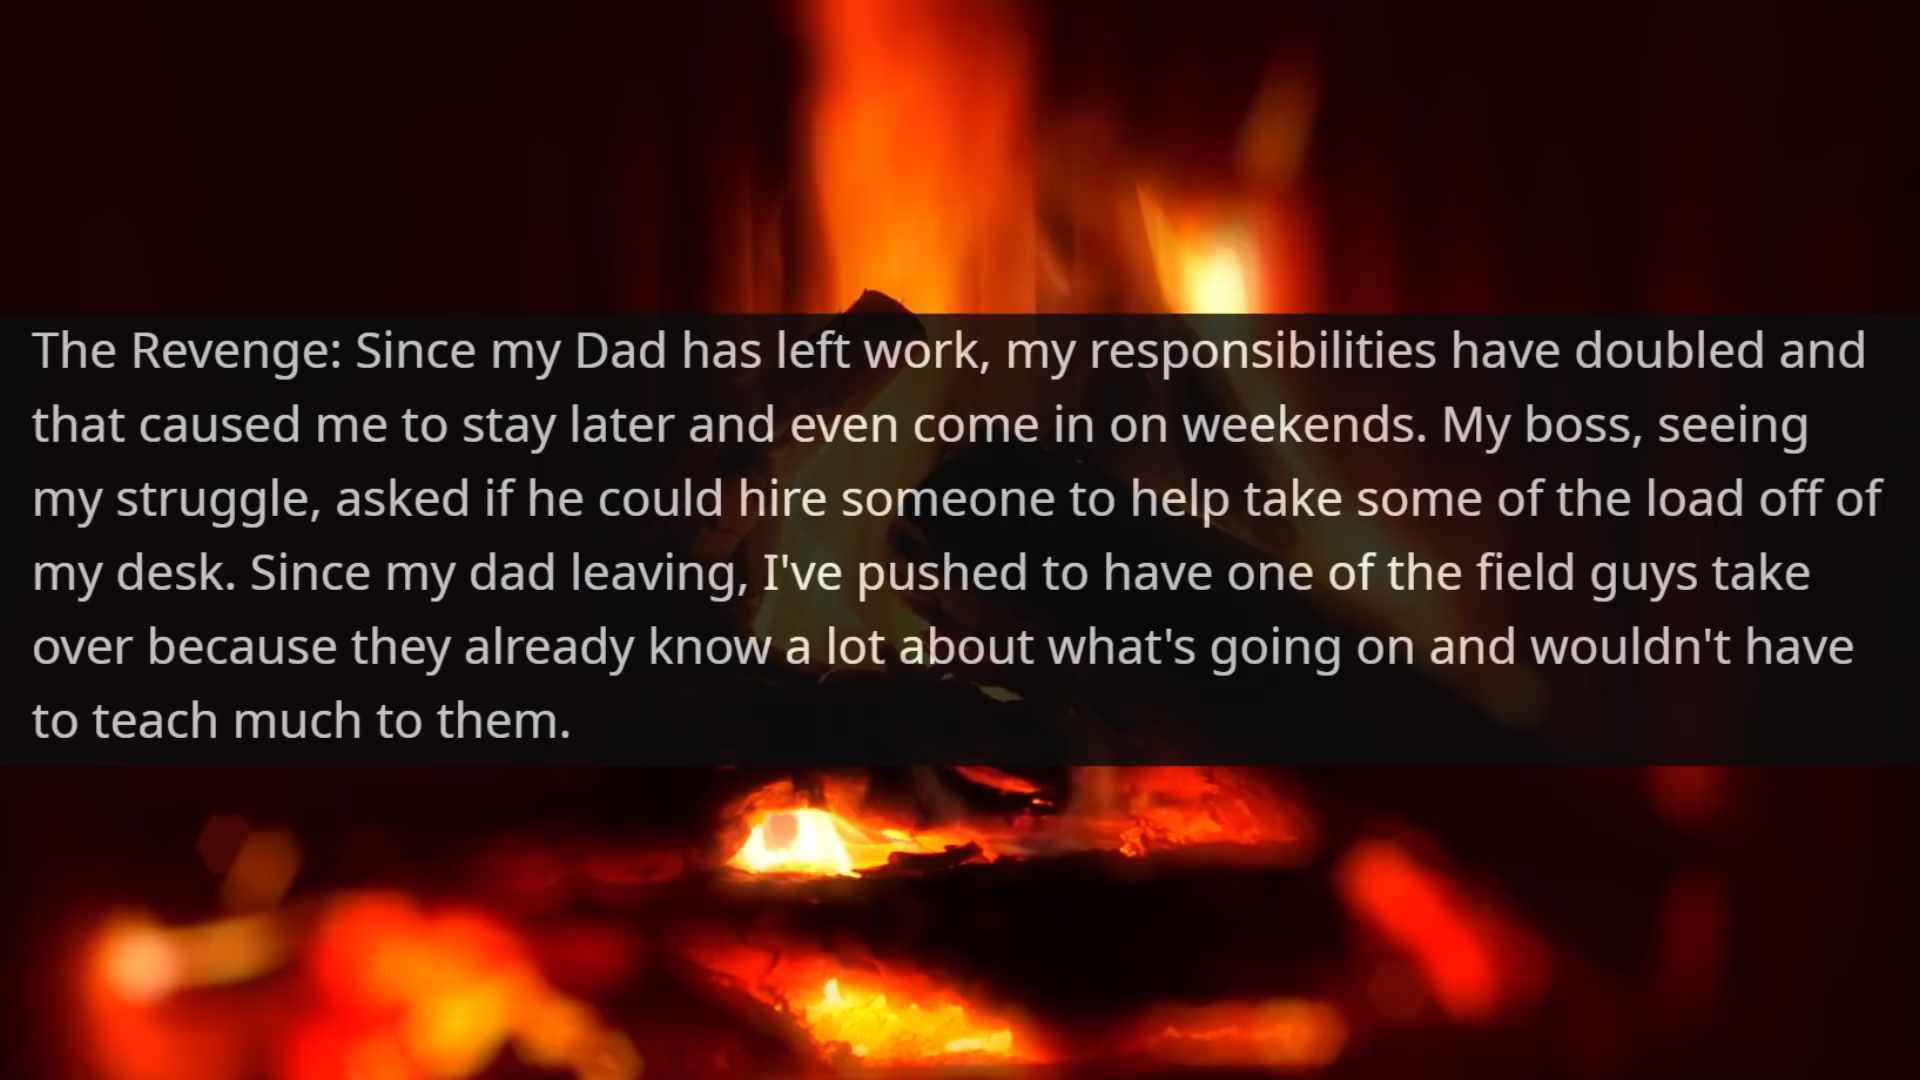 The Revenge: Since my Dad has left work, my responsibilities have doubled and
that caused me to stay later and even come in on weekends. My boss, seeing
my struggle, asked if he could hire someone to help take some of the load off of
my desk. Since my dad leaving, I've pushed to have one of the field guys take
over because they already know a lot about what's going on and wouldn't have
to teach much to them.